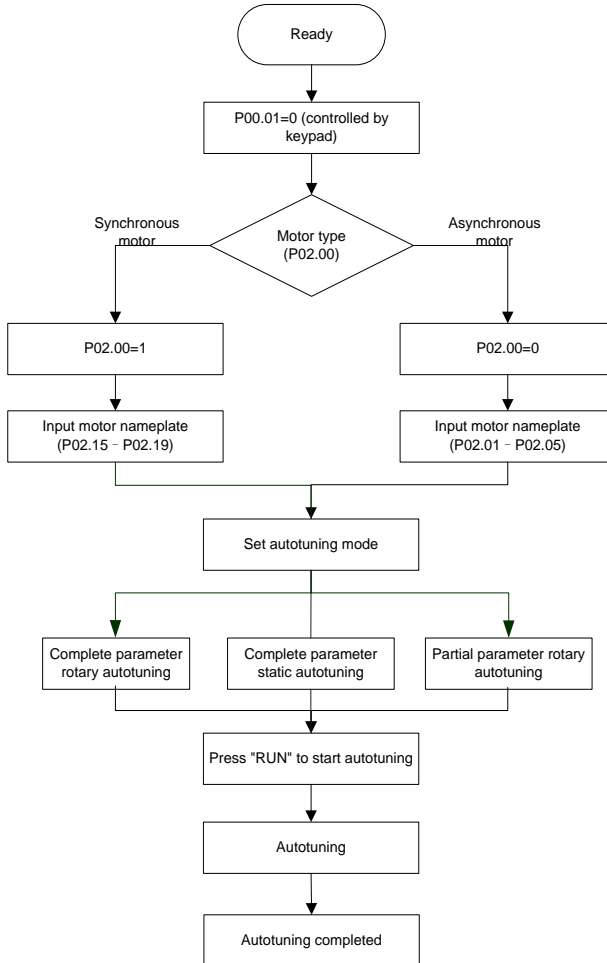 Ready
P00.01=0 (controlled by
keypad)
Synchronous
motor
Motor type
(P02.00)
Asynchronous
motor
P02.00=1
P02.00=0
Input motor nameplate
(P02.15 - P02.19)
Input motor nameplate
(P02.01 - P02.05)
Set autotuning mode
Complete parameter
rotary autotuning
Complete parameter
static autotuning
Partial parameter rotary
autotuning
Press "RUN" to start autotuning
Autotuning
Autotuning completed